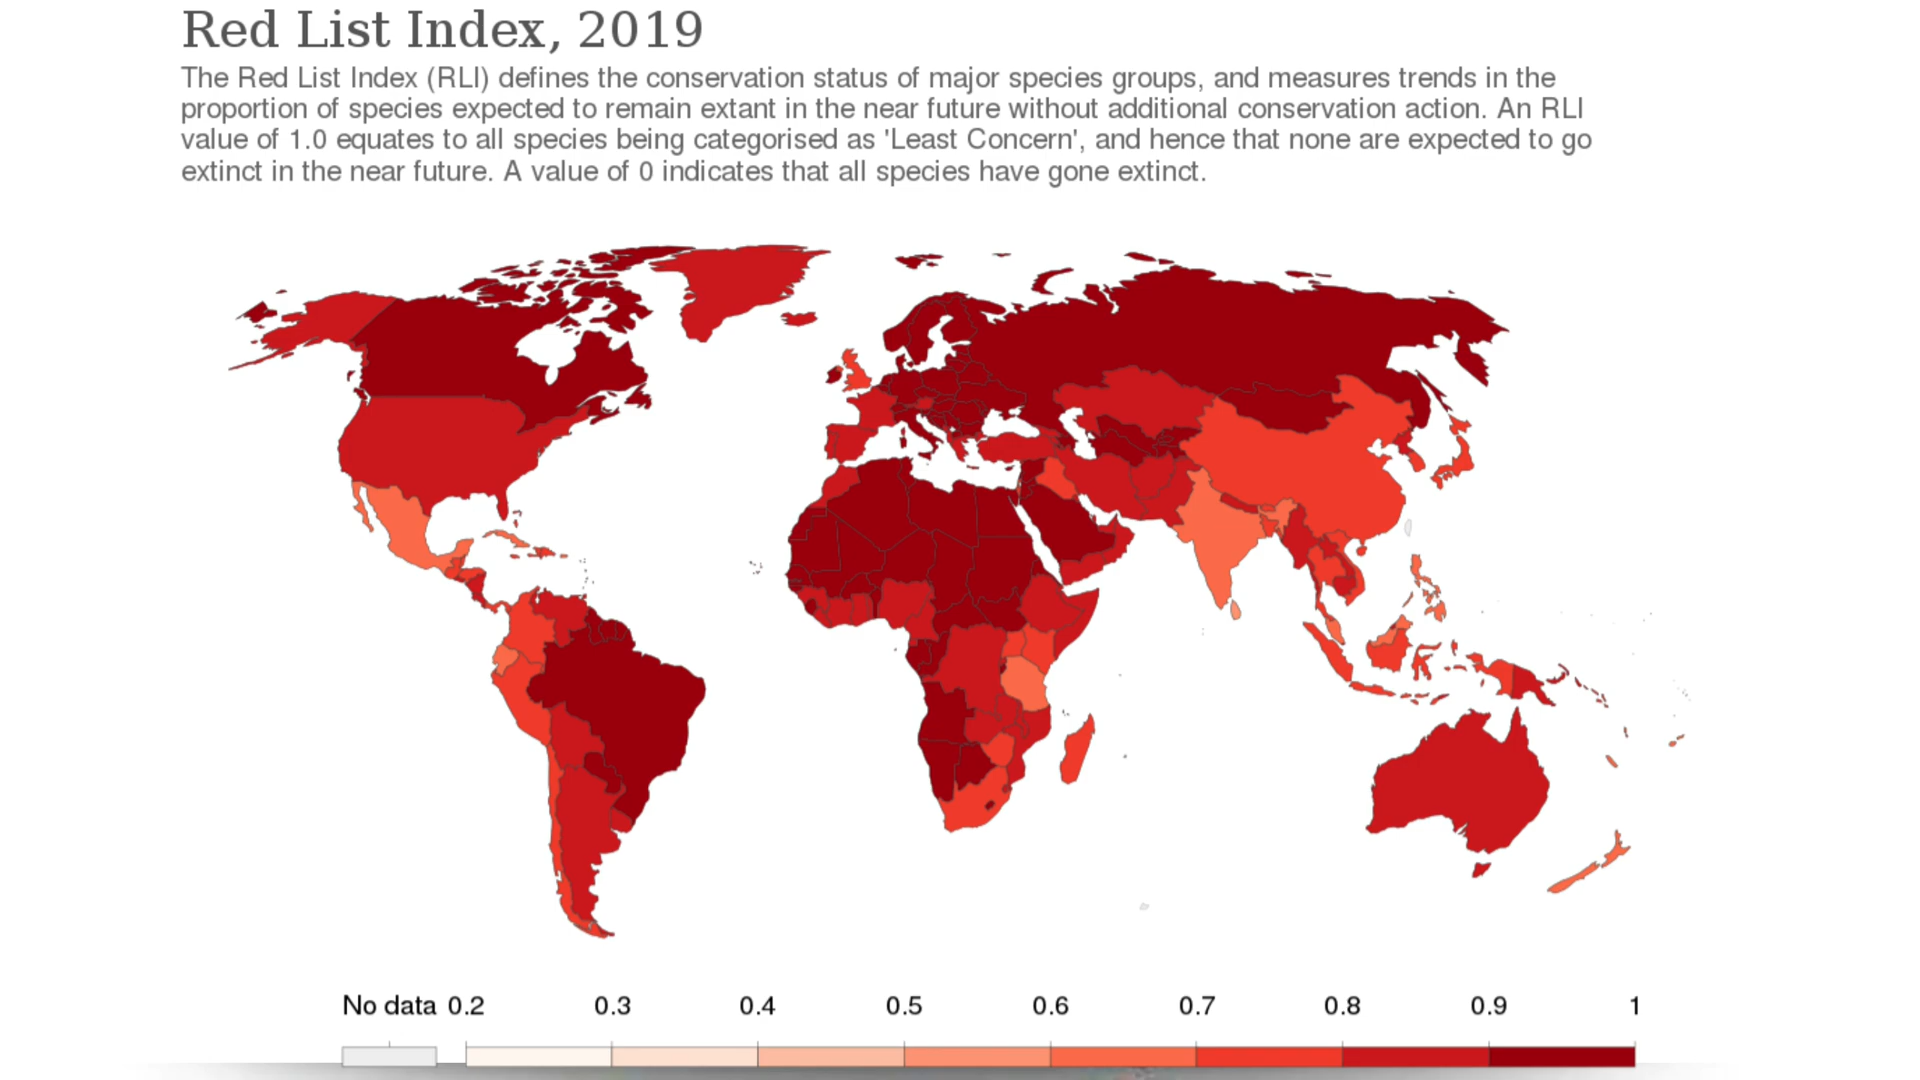 Red List Index, 2019
The Red List Index (RLI) defines the conservation status of major species groups, and measures trends in the
proportion of species expected to remain extant in the near future without additional conservation action. An RLI
value of 1.0 equates to all species being categorised as 'Least Concern', and hence that none are expected to go
extinct in the near future. A value of 0 indicates that all species have gone extinct.
No data 0.2 0.3 0.4 0.5 0.6 0.7 0.8 0.9 1